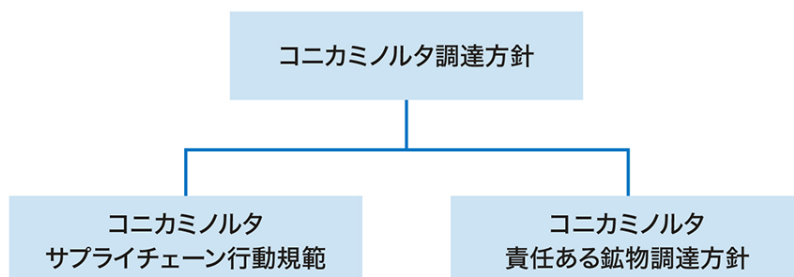 コニカミノルタ調達方針
コニカミノルタ
サプライチェーン行動規範
コニカミノルタ
責任ある鉱物調達方針